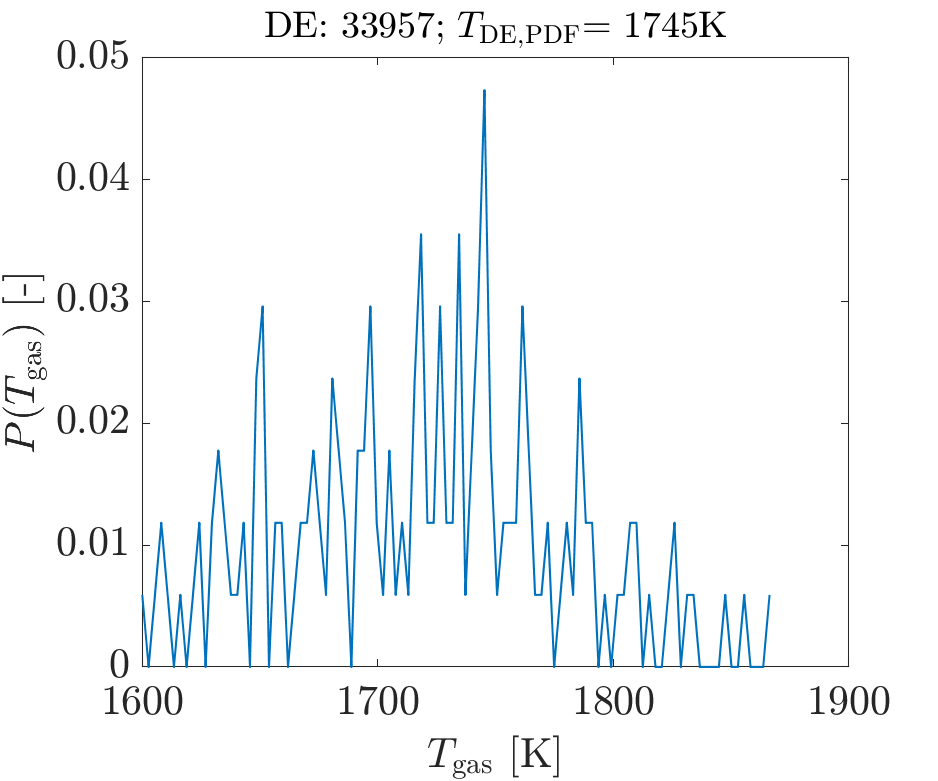 DE: 33957; T_DE,PDF= 1745K
0.05
0.04
0.03
0.02
0.01
0
P(T_gas) [-]
1600 1700 1800 1900
T_gas [K]